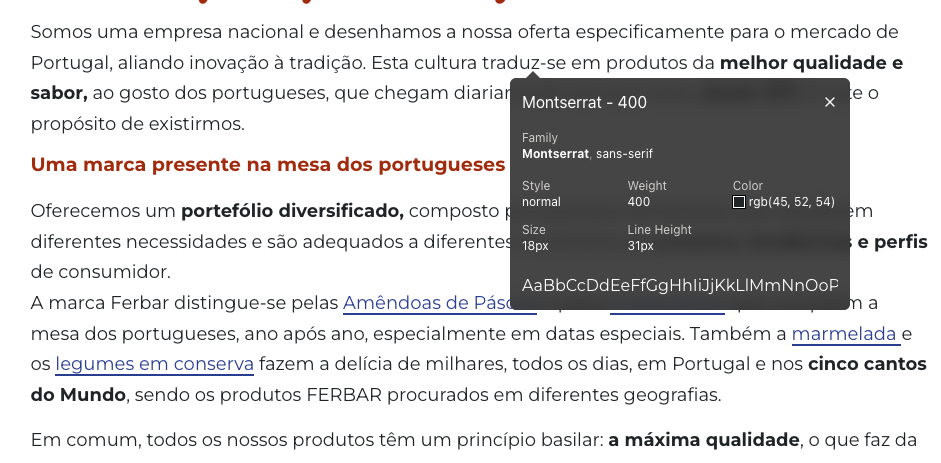 Somos uma empresa nacional e desenhamos a nossa oferta especificamente para o mercado de
Portugal, aliando inovação à tradição. Esta cultura traduz-se em produtos da melhor qualidade e
sabor, ao gosto dos portugueses, que chegam
te o
propósito de existirmos.
Uma marca presente na mesa dos portugueses
Oferecemos um portefólio diversificado, composto
em
diferentes necessidades e são adequados a diferentes
s e perfis
de consumidor.
A marca Ferbar distingue-se pelas Amêndoas de
m a
mesa dos portugueses, ano após ano, especialmente em datas especiais. Também a marmelada e
os legumes em conserva fazem a delícia de milhares, todos os dias, em Portugal e nos cinco cantos
do Mundo, sendo os produtos FERBAR procurados em diferentes geografias.
Em comum, todos os nossos produtos têm um princípio basilar: a máxima qualidade, o que faz da
Montserrat - 400 ×
Family
Montserrat, sans-serif
Style Weight Color
normal 400 rgb(45, 52, 54)
Size Line Height
18px 31px
AaBbCcDdEeFfGgHhIiJjKkLlMmNnOoP